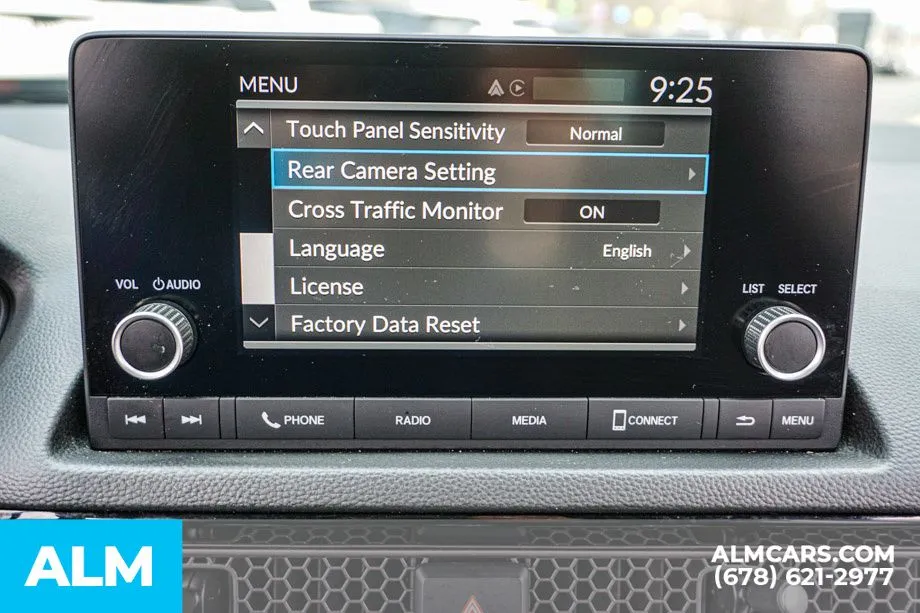 MENU 9:25
Touch Panel Sensitivity Normal
Rear Camera Setting
Cross Traffic Monitor ON
Language English
License
Factory Data Reset
VOL AUDIO
LIST SELECT
PHONE RADIO MEDIA CONNECT MENU
ALM
ALMCARS.COM
(678) 621-2977